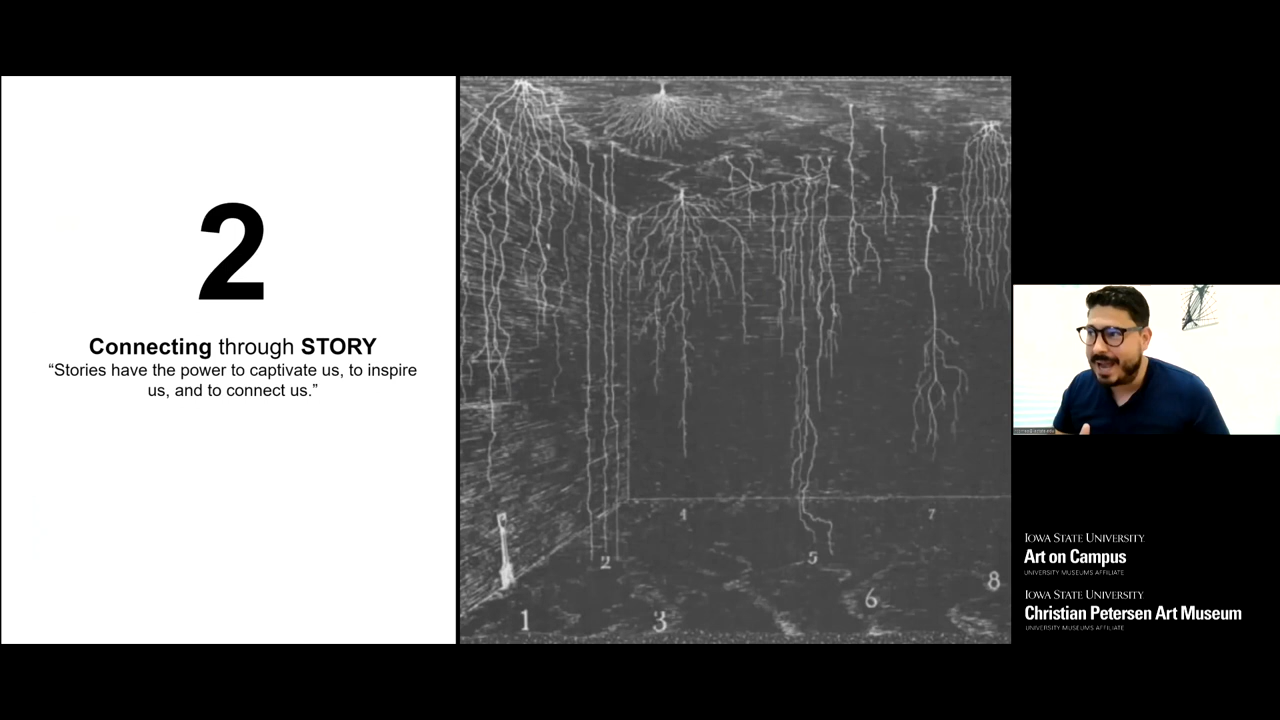 2
Connecting through STORY
“Stories have the power to captivate us, to inspire
us, and to connect us.”
4
7
2
5
8
6
1
3
IOWA STATE UNIVERSITY
Art on Campus
UNIVERSITY MUSEUMS AFFILIATE
IOWA STATE UNIVERSITY
Christian Petersen Art Museum
UNIVERSITY MUSEUMS AFFILIATE